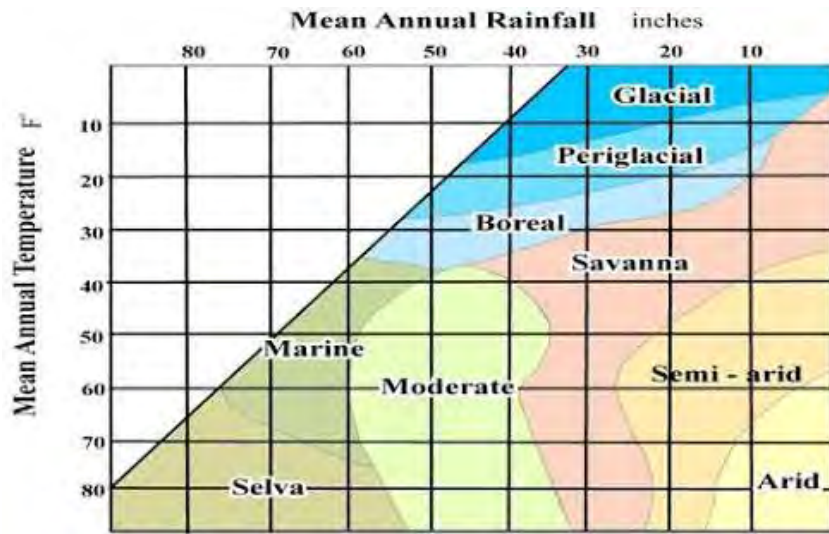 Mean Annual Rainfall inches
80 70 60 50 40 30 20 10
Mean Annual Temperature F
10
20
30
40
50
60
70
80
Glacial
Periglacial
Boreal
Savanna
Marine
Moderate
Semi - arid
Selva
Arid